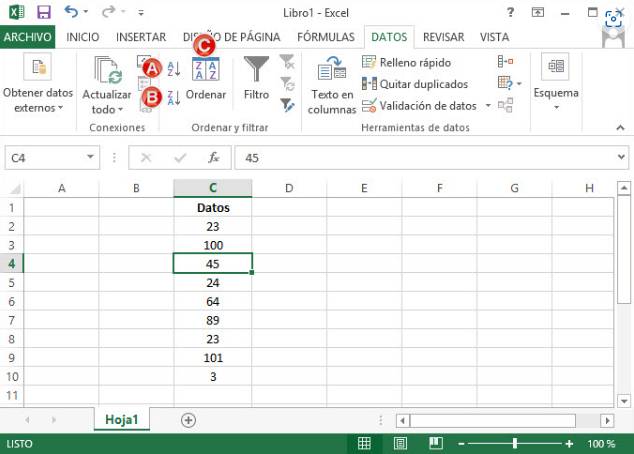 Libro1 - Excel
ARCHIVO INICIO INSERTAR DISEÑO DE PÁGINA FÓRMULAS DATOS REVISAR VISTA
C
A
B
Obtener datos externos
Actualizar todo
Conexiones
A Z
Z A
Z A
A Z
Ordenar
Filtro
Ordenar y filtrar
Texto en columnas
Relleno rápido
Quitar duplicados
Validación de datos
Herramientas de datos
?
Esquema
C4 fx 45
A B C D E F G H
1 Datos
2 23
3 100
4 45
5 24
6 64
7 89
8 23
9 101
10 3
11
Hoja1
LISTO 100 %